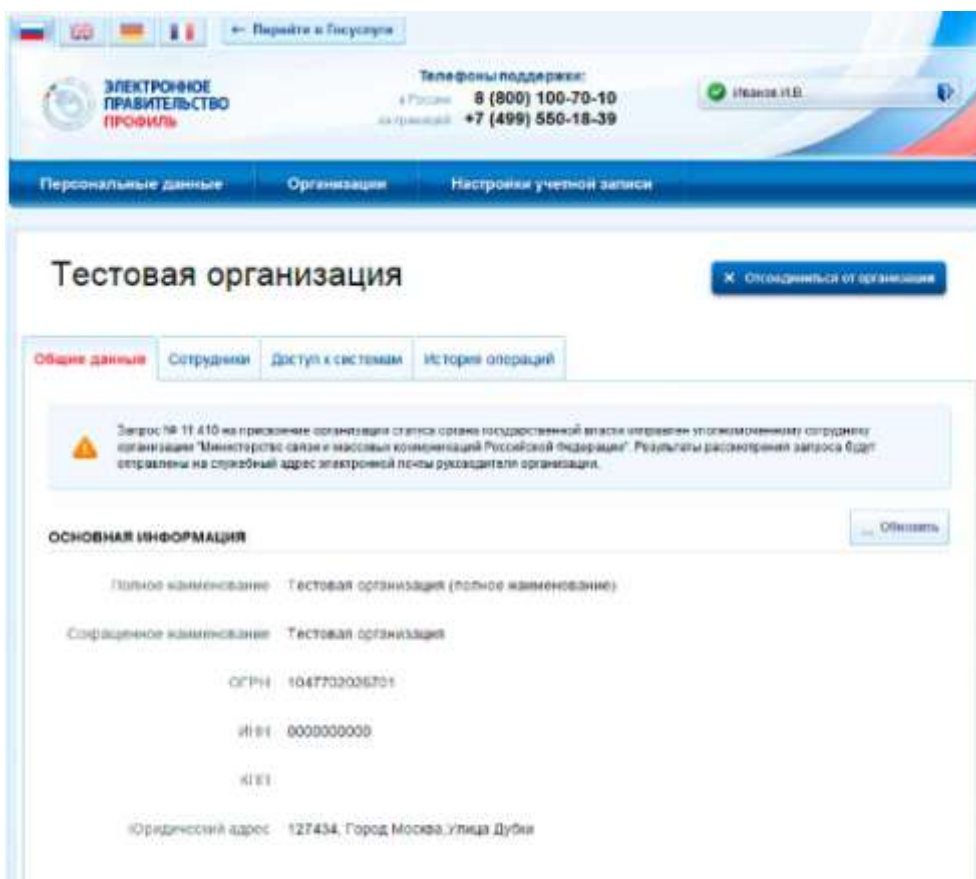 ← Перейти в Госуслуги
ЭЛЕКТРОННОЕ
ПРАВИТЕЛЬСТВО
ПРОФИЛЬ
Телефоны поддержки:
в России 8 (800) 100-70-10
за границей +7 (499) 550-18-39
Иванов И.В.
Персональные данные Организации Настройки учетной записи
Тестовая организация
× Отсоединиться от организации
Общие данные Сотрудники Доступ к системам История операций
Запрос № 11 410 на присвоение организации статуса органа государственной власти отправлен уполномоченному сотруднику
организации "Министерство связи и массовых коммуникаций Российской Федерации". Результаты рассмотрения запроса будут
отправлены на служебный адрес электронной почты руководителя организации.
ОСНОВНАЯ ИНФОРМАЦИЯ
... Обновить
Полное наименование Тестовая организация (полное наименование)
Сокращенное наименование Тестовая организация
ОГРН 1047702026701
ИНН 0000000000
КПП
Юридический адрес 127434, Город Москва, Улица Дубки